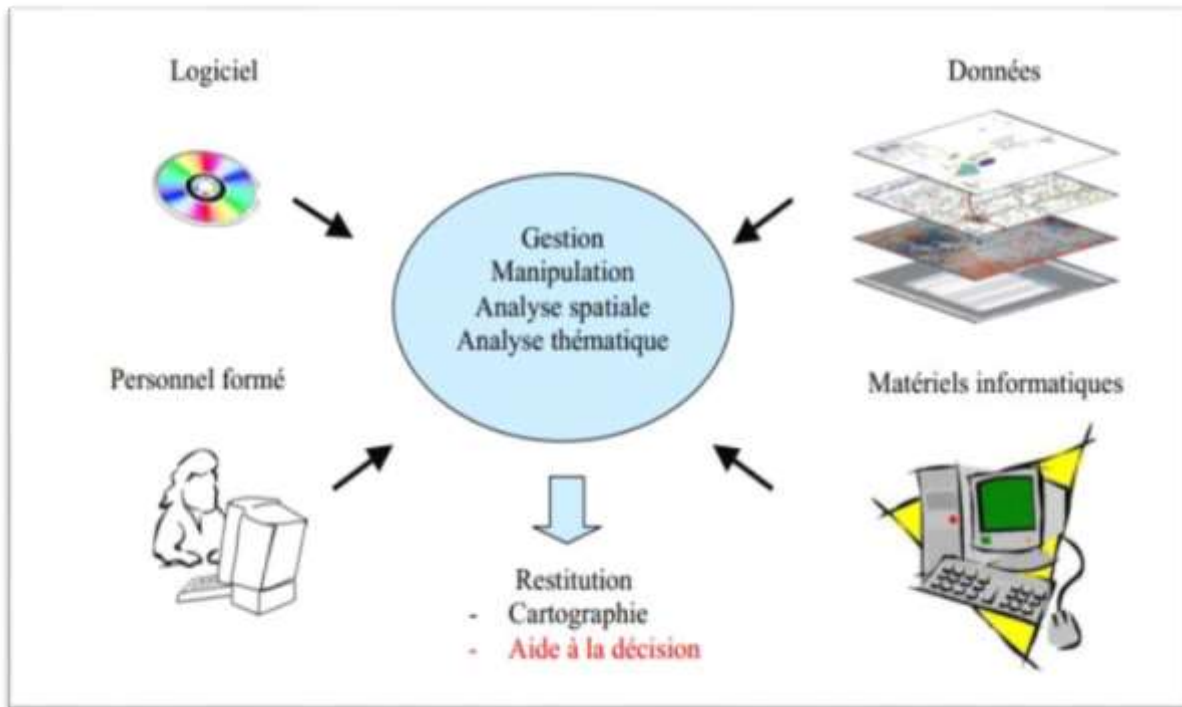 Logiciel
Données
Gestion
Manipulation
Analyse spatiale
Analyse thématique
Personnel formé
Matériels informatiques
Restitution
- Cartographie
- Aide à la décision